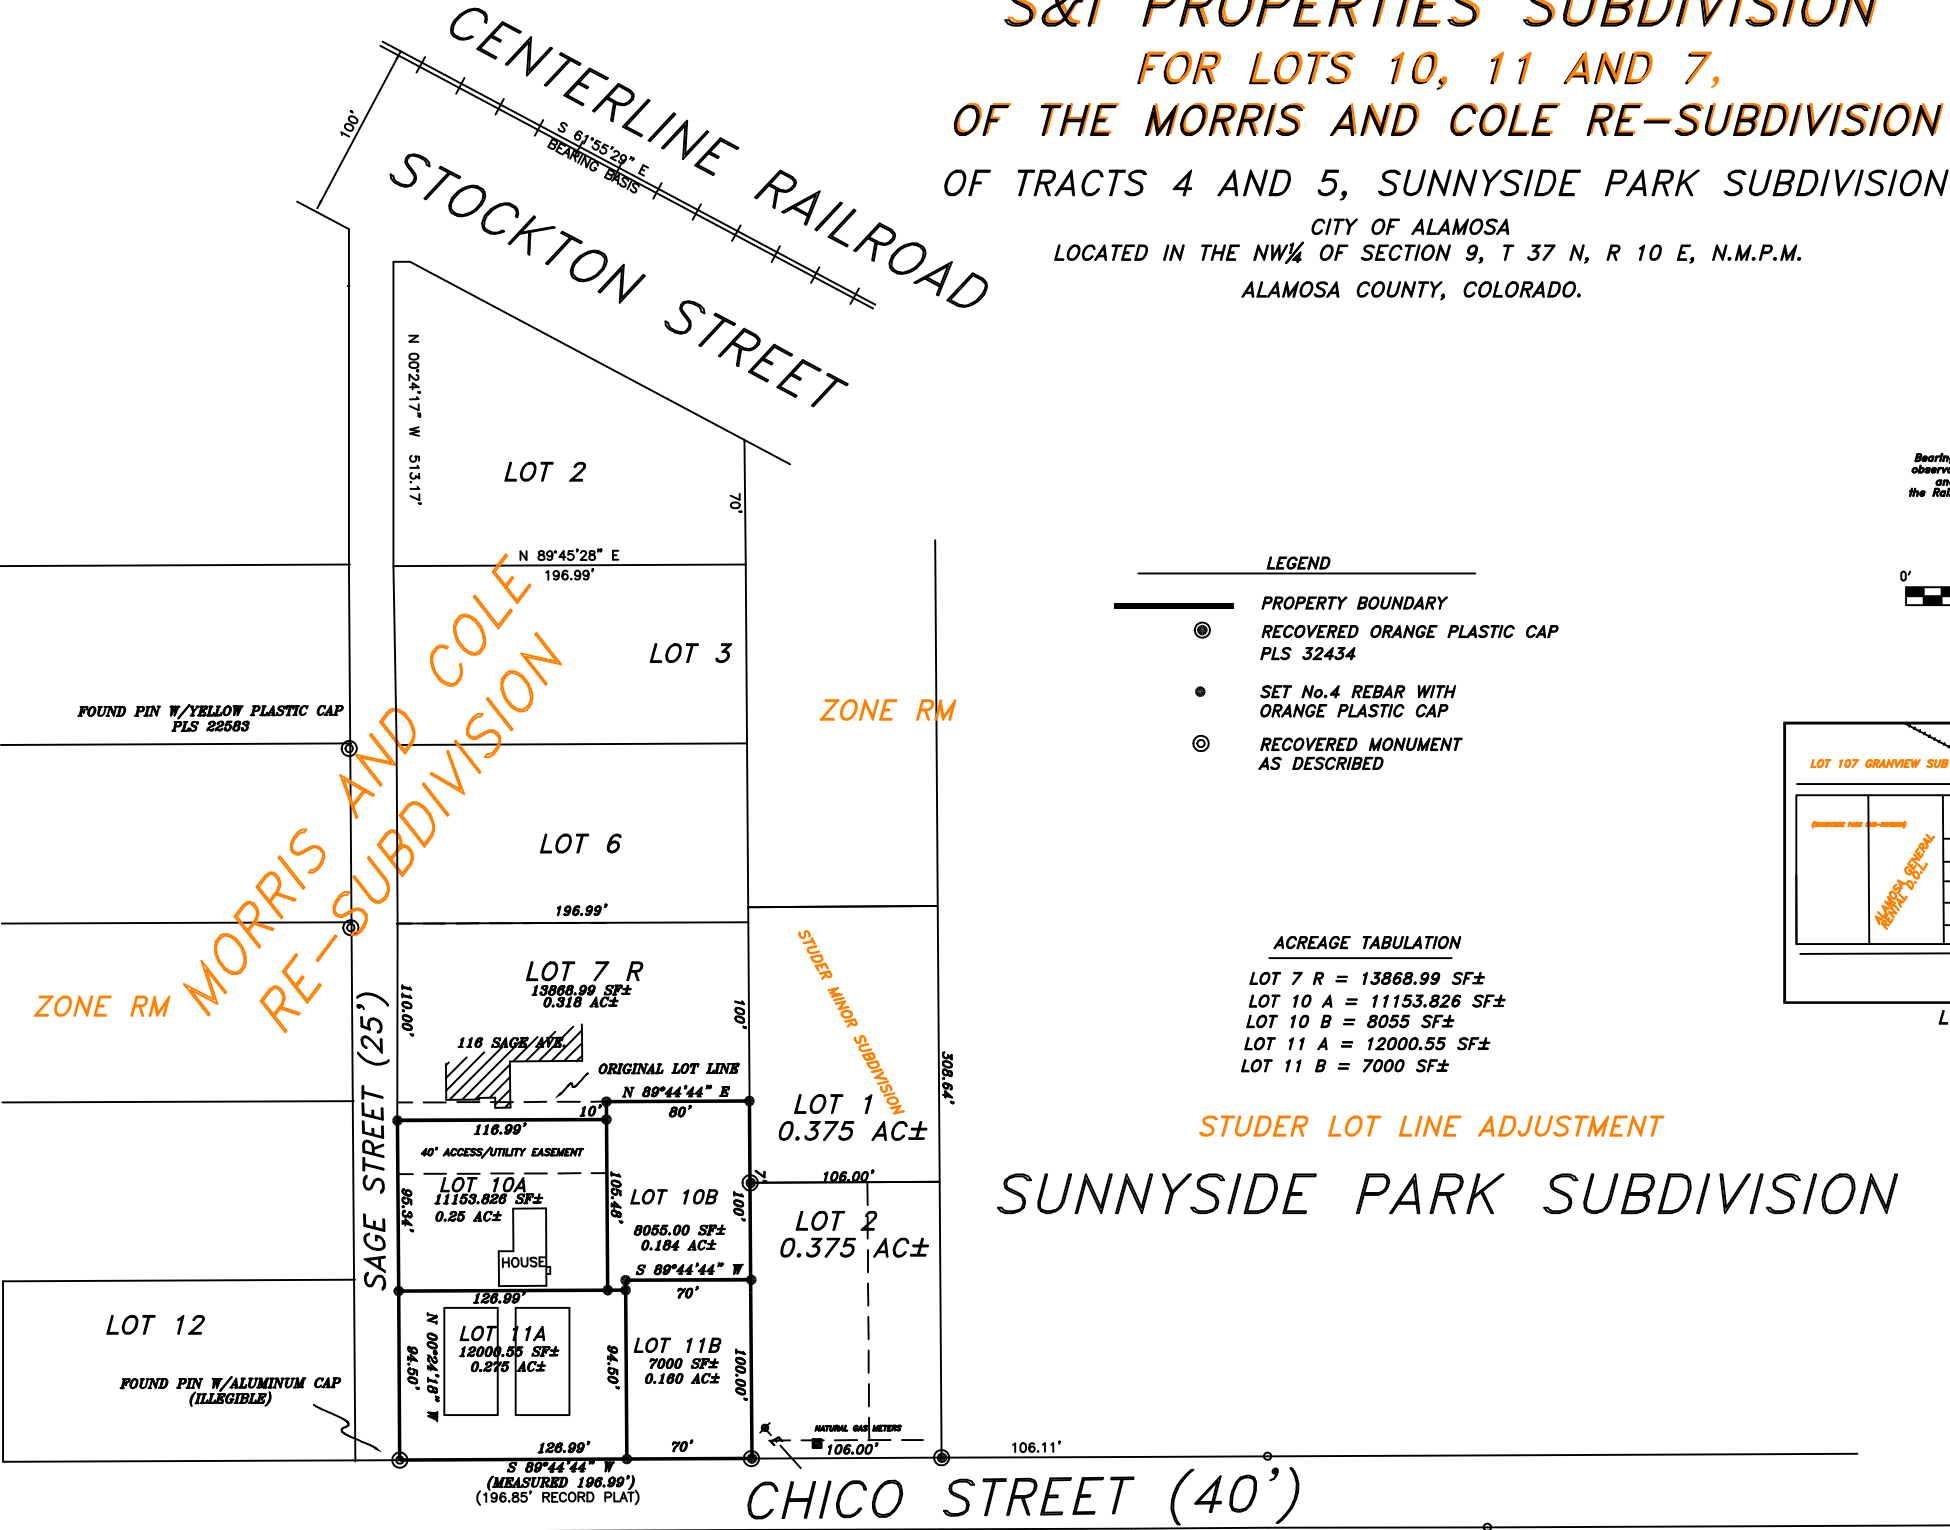 S&T PROPERTIES SUBDIVISION
FOR LOTS 10, 11 AND 7,
OF THE MORRIS AND COLE RE-SUBDIVISION
OF TRACTS 4 AND 5, SUNNYSIDE PARK SUBDIVISION
CITY OF ALAMOSA
LOCATED IN THE NW¼ OF SECTION 9, T 37 N, R 10 E, N.M.P.M.
ALAMOSA COUNTY, COLORADO.
CENTERLINE RAILROAD
S 61°55'29" E
BEARING BASIS
100'
STOCKTON STREET
N 00°24'17" W 513.17'
LOT 2
70'
N 89°45'28" E
196.99'
LOT 3
ZONE RM
MORRIS AND COLE
RE-SUBDIVISION
FOUND PIN W/YELLOW PLASTIC CAP
PLS 22583
LOT 6
196.99'
ZONE RM
LOT 7 R
13868.99 SF±
0.318 AC±
110.00'
100'
116 SAGE AVE.
ORIGINAL LOT LINE
N 89°44'44" E
10'
80'
116.99'
40' ACCESS/UTILITY EASEMENT
SAGE STREET (25')
LOT 10A
11153.826 SF±
0.25 AC±
95.34'
105.48'
HOUSE
LOT 10B
8055.00 SF±
0.184 AC±
100'
7'
S 89°44'44" W
70'
126.99'
LOT 11A
12000.55 SF±
0.275 AC±
94.50'
N 00°24'18" W
94.50'
LOT 11B
7000 SF±
0.160 AC±
100.00'
LOT 12
FOUND PIN W/ALUMINUM CAP
(ILLEGIBLE)
126.99'
70'
S 89°44'44" W
(MEASURED 196.99')
(196.85' RECORD PLAT)
STUDER MINOR SUBDIVISION
308.64'
LOT 1
0.375 AC±
106.00'
LOT 2
0.375 AC±
NATURAL GAS METERS
E
106.00'
106.11'
CHICO STREET (40')
LEGEND
PROPERTY BOUNDARY
RECOVERED ORANGE PLASTIC CAP
PLS 32434
SET No.4 REBAR WITH
ORANGE PLASTIC CAP
RECOVERED MONUMENT
AS DESCRIBED
ACREAGE TABULATION
LOT 7 R = 13868.99 SF±
LOT 10 A = 11153.826 SF±
LOT 10 B = 8055 SF±
LOT 11 A = 12000.55 SF±
LOT 11 B = 7000 SF±
STUDER LOT LINE ADJUSTMENT
SUNNYSIDE PARK SUBDIVISION
Bearing
observ
an
the Rai
0'
LOT 107 GRANVIEW SUB
ALAMOSA GENERAL
RENTAL D.O.L.
L